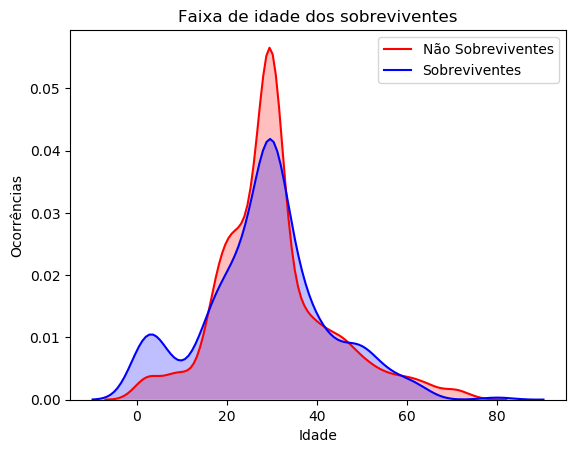 Faixa de idade dos sobreviventes
Não Sobreviventes
Sobreviventes
0.05
0.04
0.03
0.02
0.01
0.00
Ocorrências
0 20 40 60 80
Idade